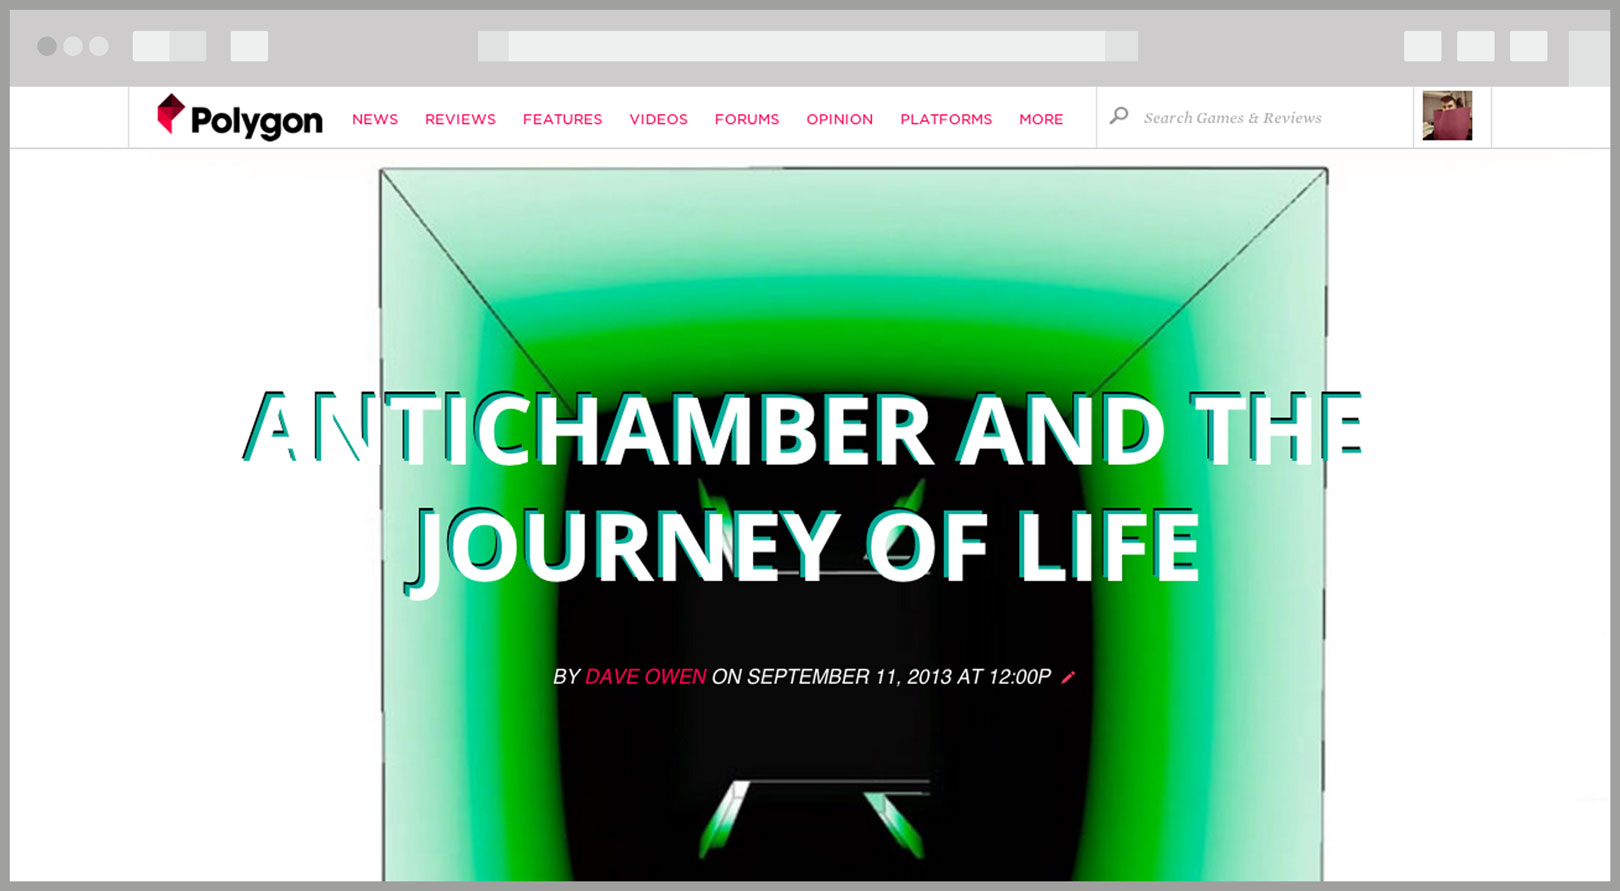 Polygon NEWS REVIEWS FEATURES VIDEOS FORUMS OPINION PLATFORMS MORE Search Games & Reviews
ANTICHAMBER AND THE
JOURNEY OF LIFE
BY DAVE OWEN ON SEPTEMBER 11, 2013 AT 12:00P